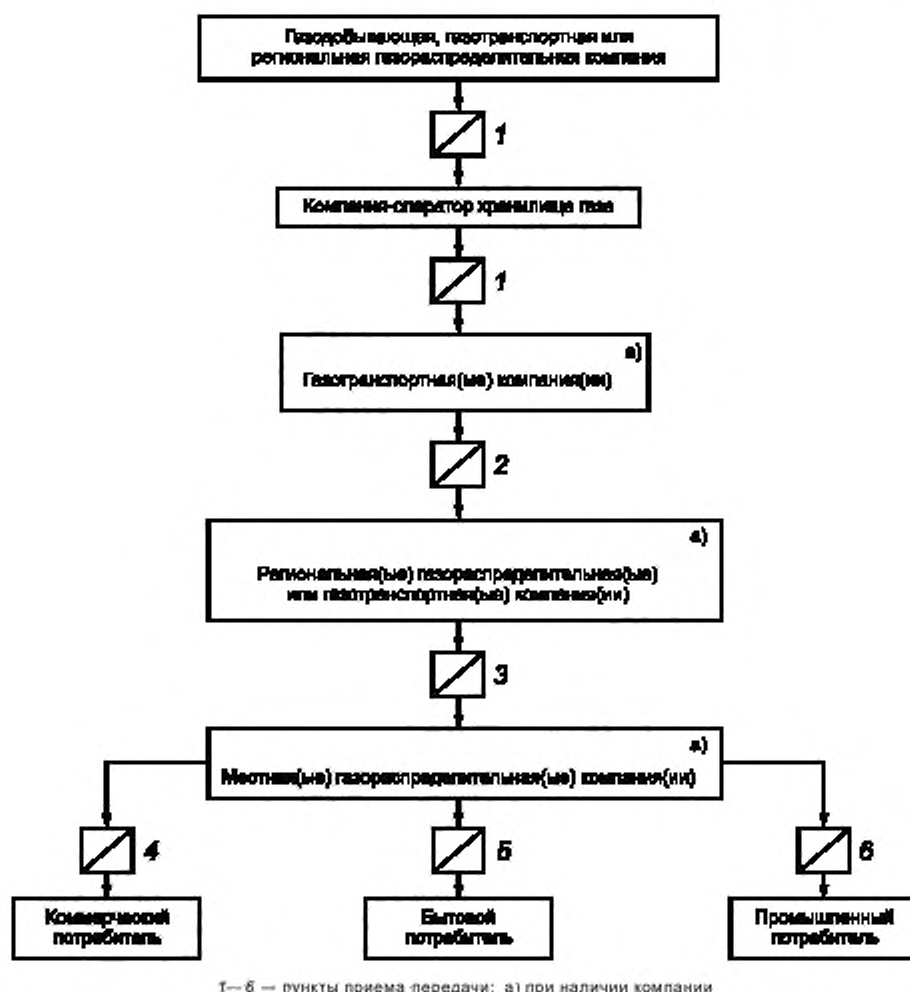 Газодобывающая, газотранспортная или
региональная газораспределительная компания
1
Компания-оператор хранилища газа
1
а)
Газотранспортная(ые) компания(ии)
2
а)
Региональная(ые) газораспределительная(ые)
или газотранспортная(ые) компания(ии)
3
а)
Местная(ые) газораспределительная(ые) компания(ии)
4
5
6
Коммерческий
потребитель
Бытовой
потребитель
Промышленный
потребитель
1—6 — пункты приема-передачи; а) при наличии компании